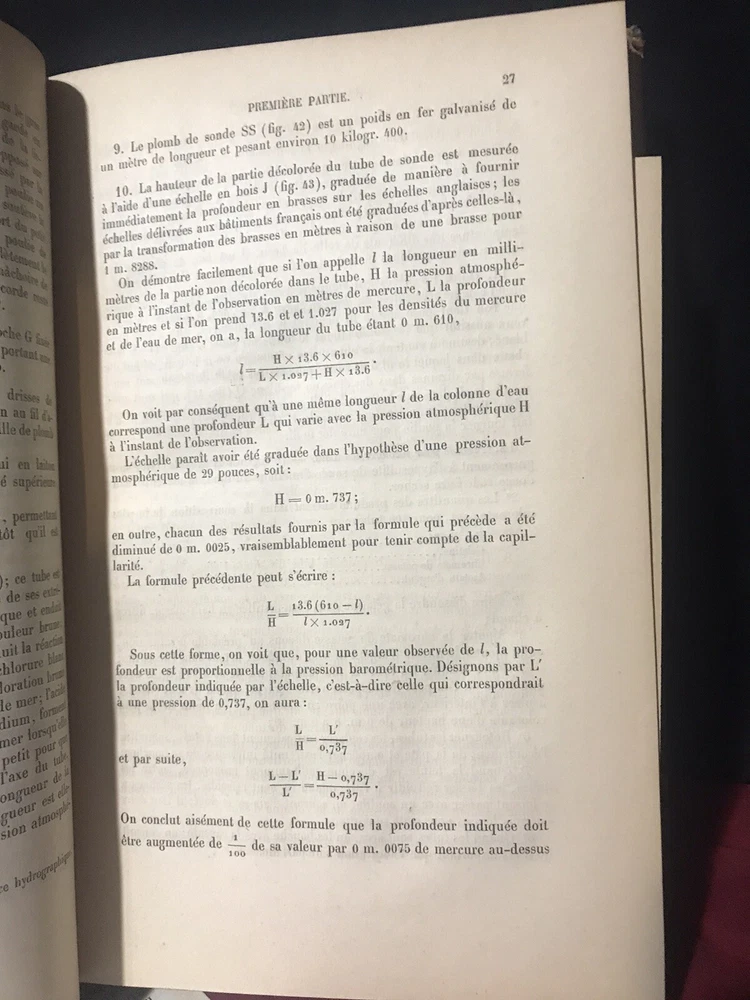 27
PREMIÈRE PARTIE.
9. Le plomb de sonde SS (fig. 42) est un poids en fer galvanisé de
un mètre de longueur et pesant environ 10 kilogr. 400.
10. La hauteur de la partie décolorée du tube de sonde est mesurée
à l'aide d'une échelle en bois J (fig. 43), graduée de manière à fournir
immédiatement la profondeur en brasses sur les échelles anglaises; les
échelles délivrées aux bâtiments français ont été graduées d'après celles-là,
par la transformation des brasses en mètres à raison de une brasse pour
1 m. 8288.
On démontre facilement que si l'on appelle l la longueur en milli-
mètres de la partie non décolorée dans le tube, H la pression atmosphé-
rique à l'instant de l'observation en mètres de mercure, L la profondeur
en mètres et si l'on prend 13.6 et et 1.027 pour les densités du mercure
et de l'eau de mer, on a, la longueur du tube étant 0 m. 610,
l = H × 13.6 × 610 / L × 1.027 + H × 13.6 .
On voit par conséquent qu'à une même longueur l de la colonne d'eau
correspond une profondeur L qui varie avec la pression atmosphérique H
à l'instant de l'observation.
L'échelle paraît avoir été graduée dans l'hypothèse d'une pression at-
mosphérique de 29 pouces, soit :
H = 0 m. 737 ;
en outre, chacun des résultats fournis par la formule qui précède a été
diminué de 0 m. 0025, vraisemblablement pour tenir compte de la capil-
larité.
La formule précédente peut s'écrire :
L / H = 13.6 (610 − l) / l × 1.027 .
Sous cette forme, on voit que, pour une valeur observée de l, la pro-
fondeur est proportionnelle à la pression barométrique. Désignons par L'
la profondeur indiquée par l'échelle, c'est-à-dire celle qui correspondrait
à une pression de 0,737, on aura :
L / H = L' / 0,737
et par suite,
L − L' / L' = H − 0,737 / 0,737 .
On conclut aisément de cette formule que la profondeur indiquée doit
être augmentée de 1/100 de sa valeur par 0 m. 0075 de mercure au-dessus